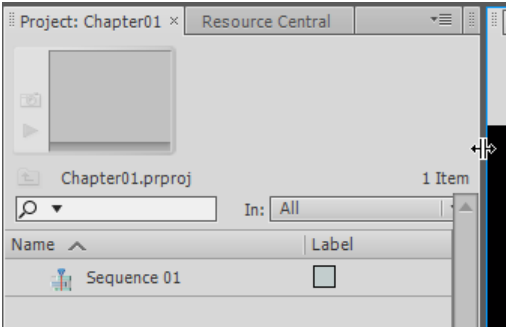 Project: Chapter01 × Resource Central
Chapter01.prproj 1 Item
In: All
Name Label
Sequence 01